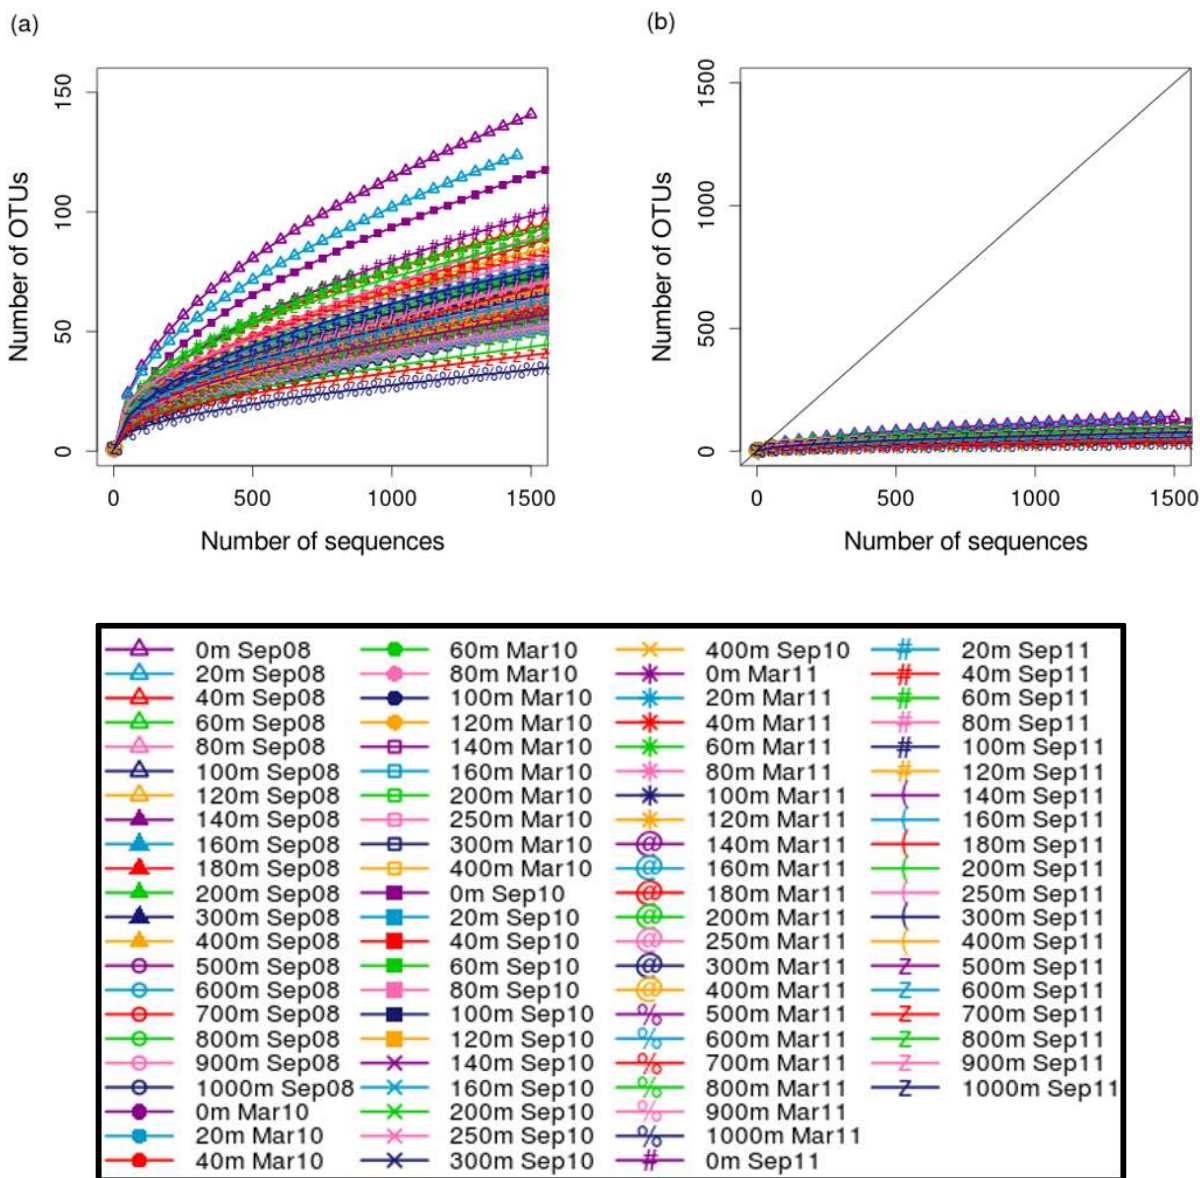 (a)
(b)
150
100
50
0
Number of OTUs
0 500 1000 1500
Number of sequences
1500
1000
500
0
Number of OTUs
0 500 1000 1500
Number of sequences
0m Sep08
20m Sep08
40m Sep08
60m Sep08
80m Sep08
100m Sep08
120m Sep08
140m Sep08
160m Sep08
180m Sep08
200m Sep08
300m Sep08
400m Sep08
500m Sep08
600m Sep08
700m Sep08
800m Sep08
900m Sep08
1000m Sep08
0m Mar10
20m Mar10
40m Mar10
60m Mar10
80m Mar10
100m Mar10
120m Mar10
140m Mar10
160m Mar10
200m Mar10
250m Mar10
300m Mar10
400m Mar10
0m Sep10
20m Sep10
40m Sep10
60m Sep10
80m Sep10
100m Sep10
120m Sep10
140m Sep10
160m Sep10
200m Sep10
250m Sep10
300m Sep10
400m Sep10
0m Mar11
20m Mar11
40m Mar11
60m Mar11
80m Mar11
100m Mar11
120m Mar11
@ 140m Mar11
@ 160m Mar11
@ 180m Mar11
@ 200m Mar11
@ 250m Mar11
@ 300m Mar11
@ 400m Mar11
% 500m Mar11
% 600m Mar11
% 700m Mar11
% 800m Mar11
% 900m Mar11
% 1000m Mar11
# 0m Sep11
# 20m Sep11
# 40m Sep11
# 60m Sep11
# 80m Sep11
# 100m Sep11
# 120m Sep11
( 140m Sep11
( 160m Sep11
( 180m Sep11
( 200m Sep11
( 250m Sep11
( 300m Sep11
( 400m Sep11
Z 500m Sep11
Z 600m Sep11
Z 700m Sep11
Z 800m Sep11
Z 900m Sep11
Z 1000m Sep11